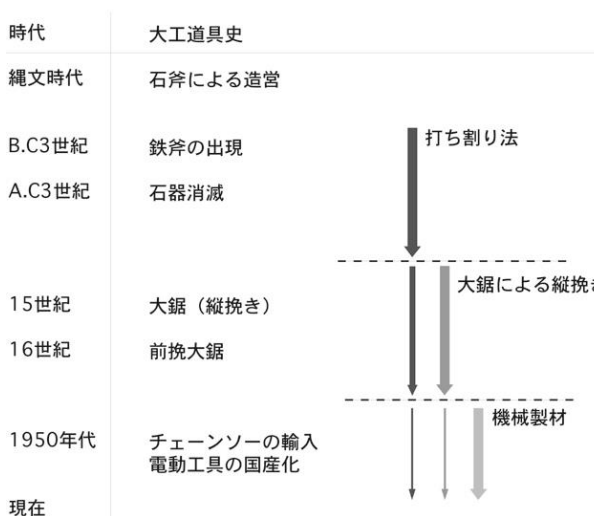 時代 大工道具史
縄文時代 石斧による造営
打ち割り法
B.C3世紀 鉄斧の出現
A.C3世紀 石器消滅
大鋸による縦挽き
15世紀 大鋸（縦挽き）
16世紀 前挽大鋸
機械製材
1950年代 チェーンソーの輸入
電動工具の国産化
現在